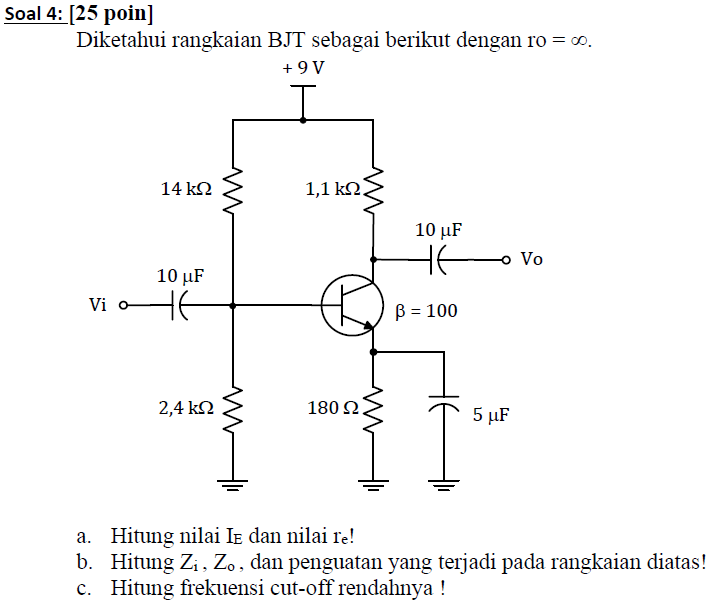 Soal 4: [25 poin]
Diketahui rangkaian BJT sebagai berikut dengan ro = ∞.
+ 9 V
14 kΩ
1,1 kΩ
10 µF
Vo
10 µF
Vi
β = 100
2,4 kΩ
180 Ω
5 µF
a. Hitung nilai IE dan nilai re!
b. Hitung Zi , Zo , dan penguatan yang terjadi pada rangkaian diatas!
c. Hitung frekuensi cut-off rendahnya !